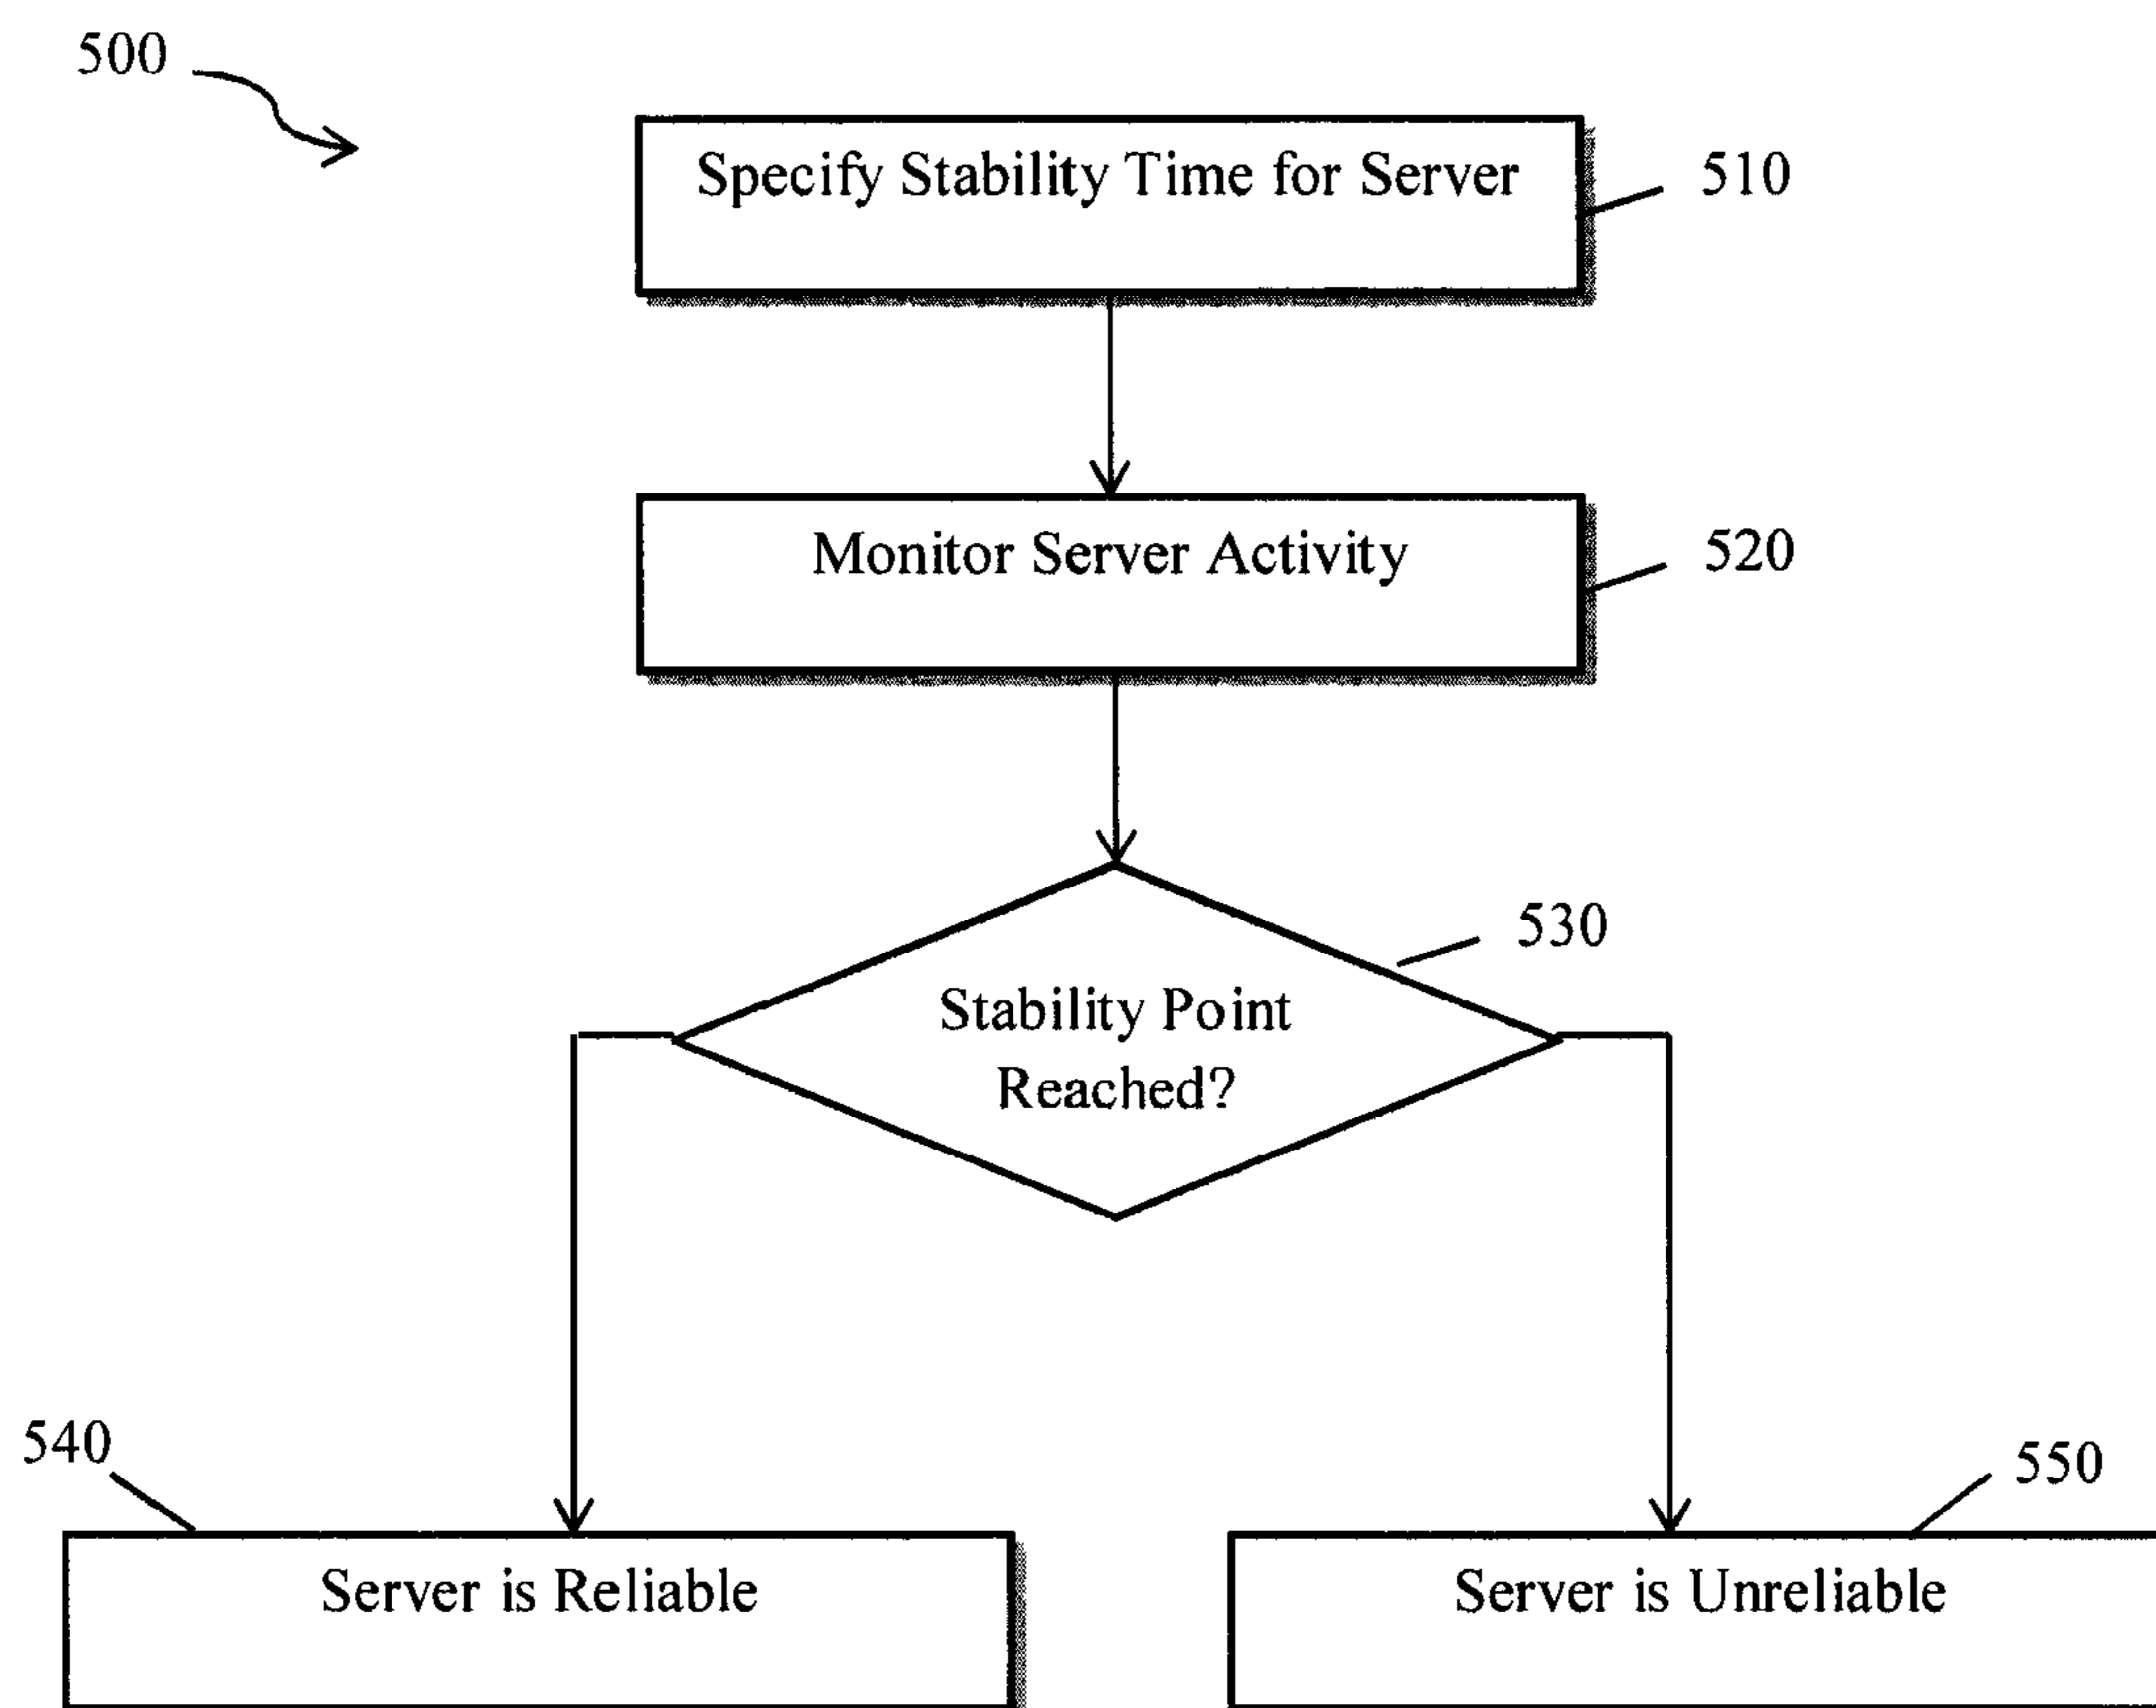 500
Specify Stability Time for Server
510
Monitor Server Activity
520
530
Stability Point
Reached?
540
550
Server is Reliable
Server is Unreliable